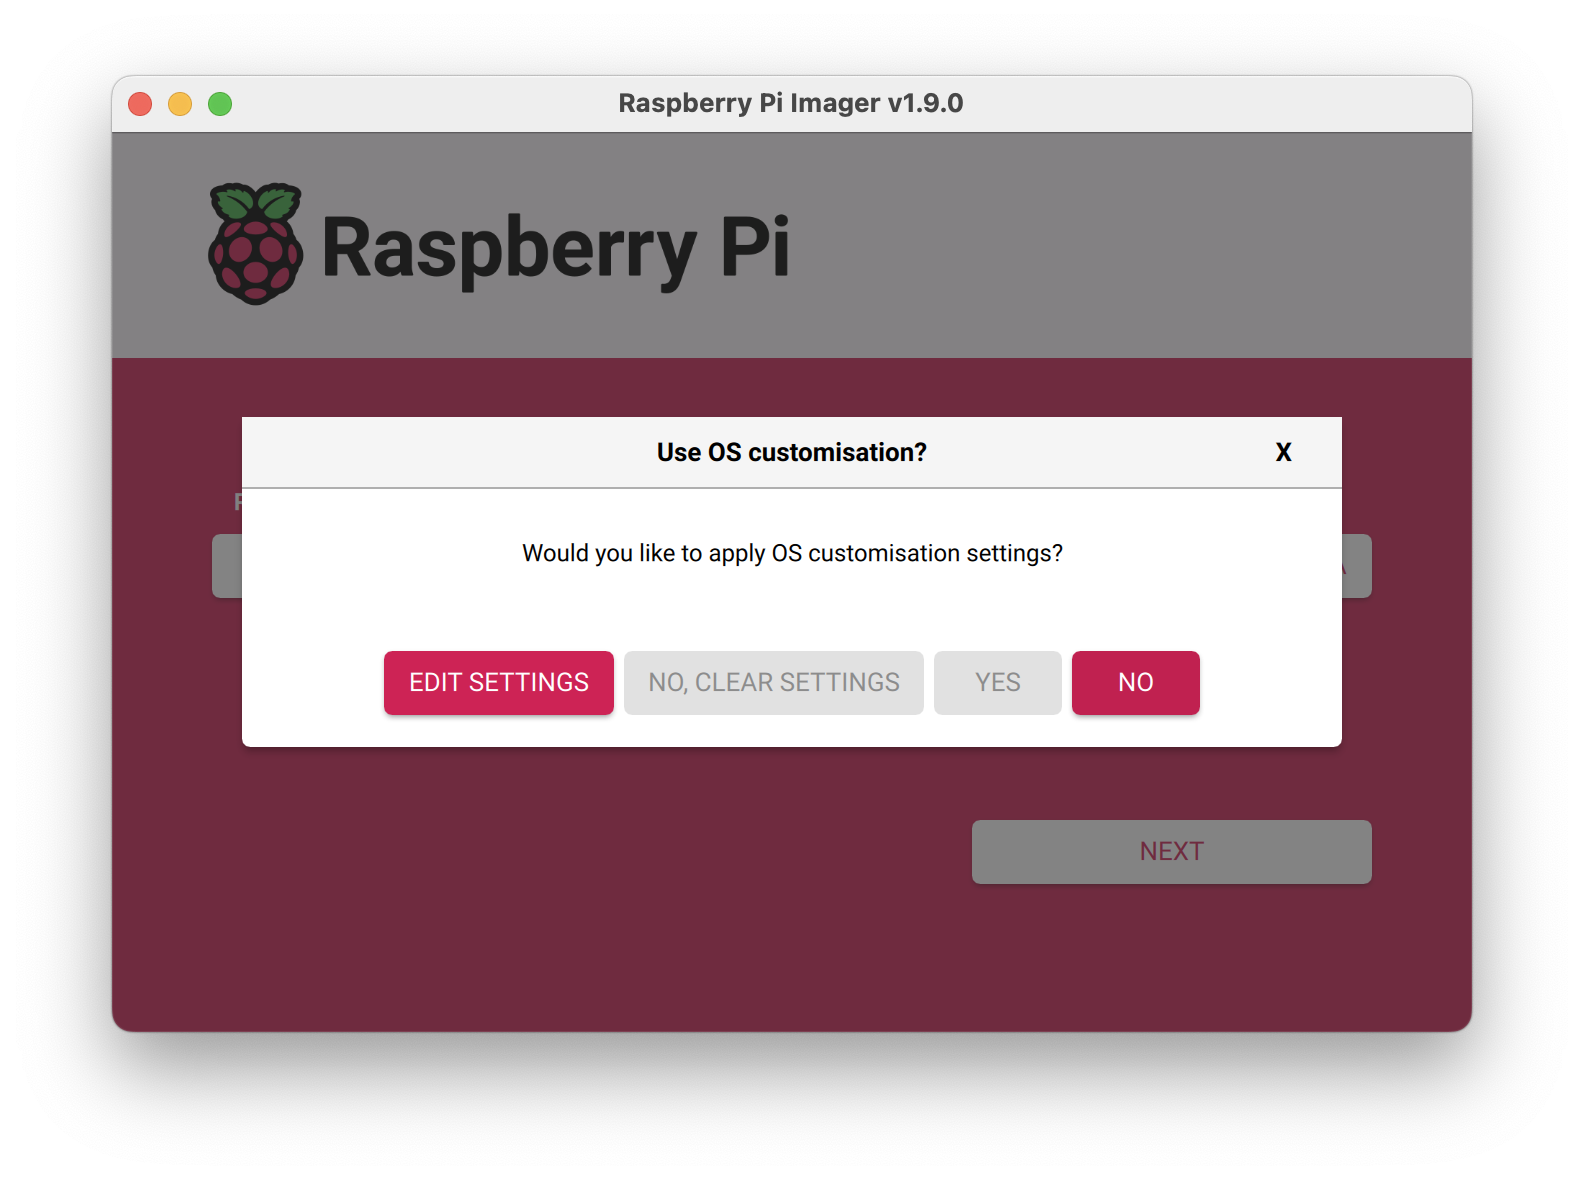 Raspberry Pi Imager v1.9.0
Raspberry Pi
Use OS customisation?
X
Would you like to apply OS customisation settings?
EDIT SETTINGS
NO, CLEAR SETTINGS
YES
NO
NEXT